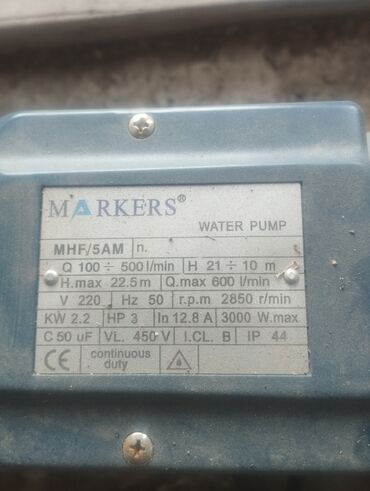 MARKERS®
WATER PUMP
MHF/5AM n.
Q 100 ÷ 500 l/min H 21 ÷ 10 m
H.max 22.5m Q.max 600 l/min
V 220 Hz 50 r.p.m 2850 r/min
KW 2.2 HP 3 In 12.8 A 3000 W.max
C 50 uF VL. 450 V I.CL. B IP 44
CE continuous
duty